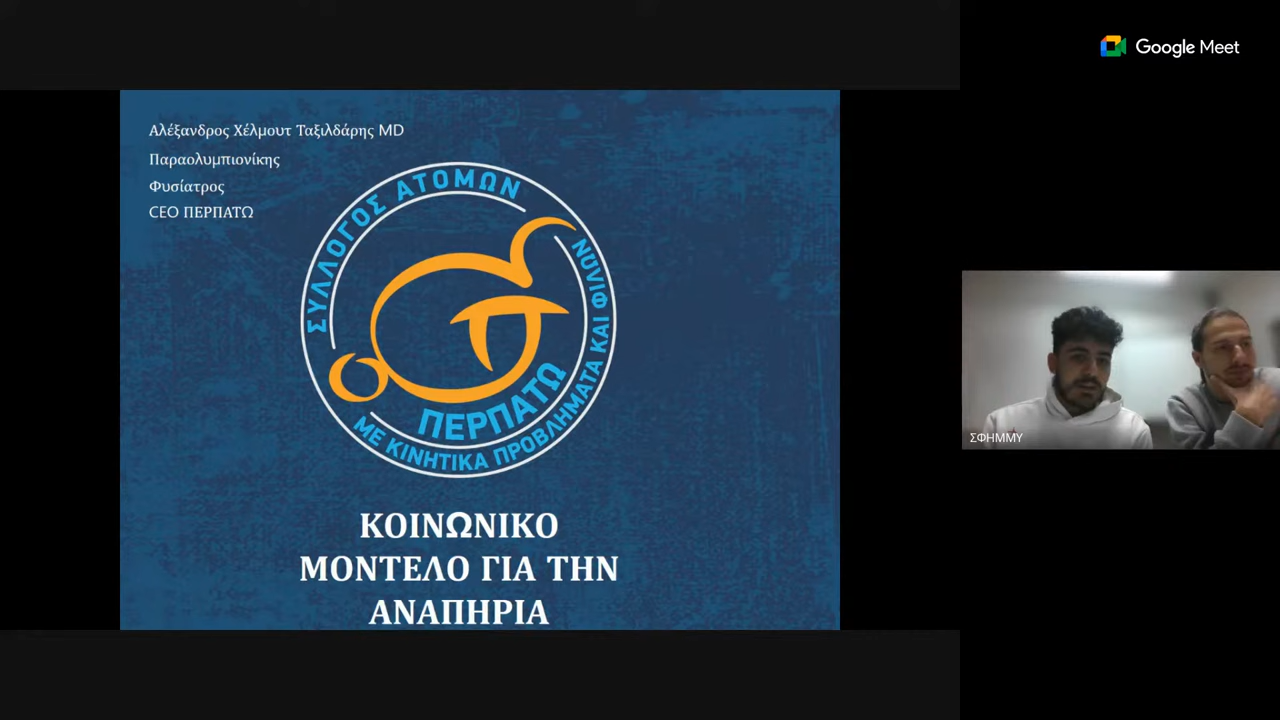 Google Meet
Αλέξανδρος Χέλμουτ Ταξιλδάρης MD
Παραολυμπιονίκης
Φυσίατρος
CEO ΠΕΡΠΑΤΩ
ΣΥΛΛΟΓΟΣ ΑΤΟΜΩΝ
ΜΕ ΚΙΝΗΤΙΚΑ ΠΡΟΒΛΗΜΑΤΑ ΚΑΙ ΦΙΛΩΝ
ΠΕΡΠΑΤΩ
ΚΟΙΝΩΝΙΚΟ
ΜΟΝΤΕΛΟ ΓΙΑ ΤΗΝ
ΑΝΑΠΗΡΙΑ
ΣΦΗΜΜΥ